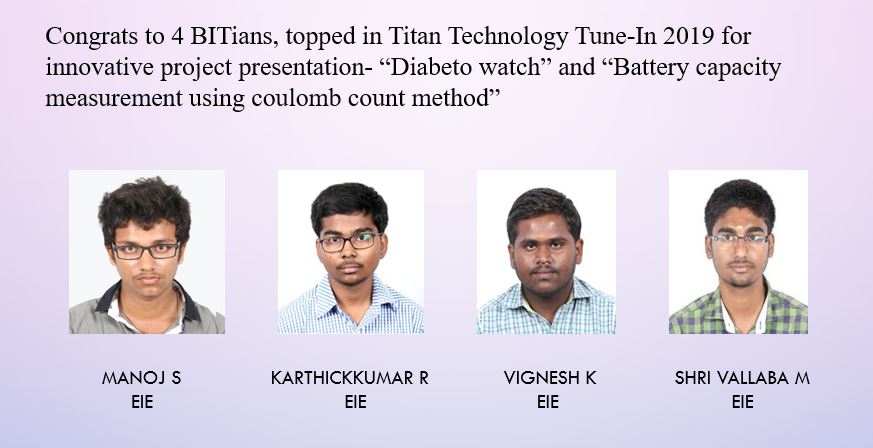 Congrats to 4 BITians, topped in Titan Technology Tune-In 2019 for
innovative project presentation- “Diabeto watch” and “Battery capacity
measurement using coulomb count method”
MANOJ S
EIE
KARTHICKKUMAR R
EIE
VIGNESH K
EIE
SHRI VALLABA M
EIE